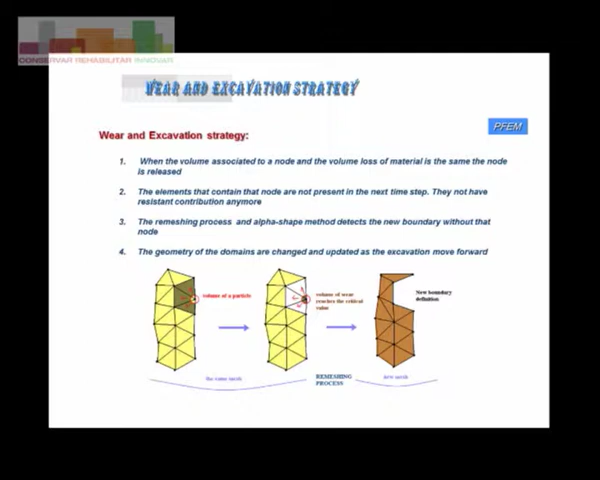 CONSERVAR REHABILITAR INNOVAR
WEAR AND EXCAVATION STRATEGY
PFEM
Wear and Excavation strategy:
1. When the volume associated to a node and the volume loss of material is the same the node
is released
2. The elements that contain that node are not present in the next time step. They not have
resistant contribution anymore
3. The remeshing process and alpha-shape method detects the new boundary without that
node
4. The geometry of the domains are changed and updated as the excavation move forward
volume of a particle
volume of wear
reaches the critical
value
New boundary
definition
the same mesh
REMESHING
PROCESS
new mesh